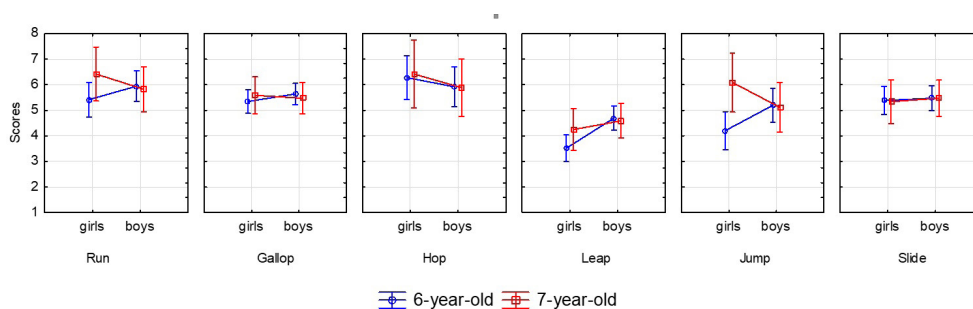 Scores
8
7
6
5
4
3
2
1
girls boys
girls boys
girls boys
girls boys
girls boys
girls boys
Run
Gallop
Hop
Leap
Jump
Slide
6-year-old 7-year-old